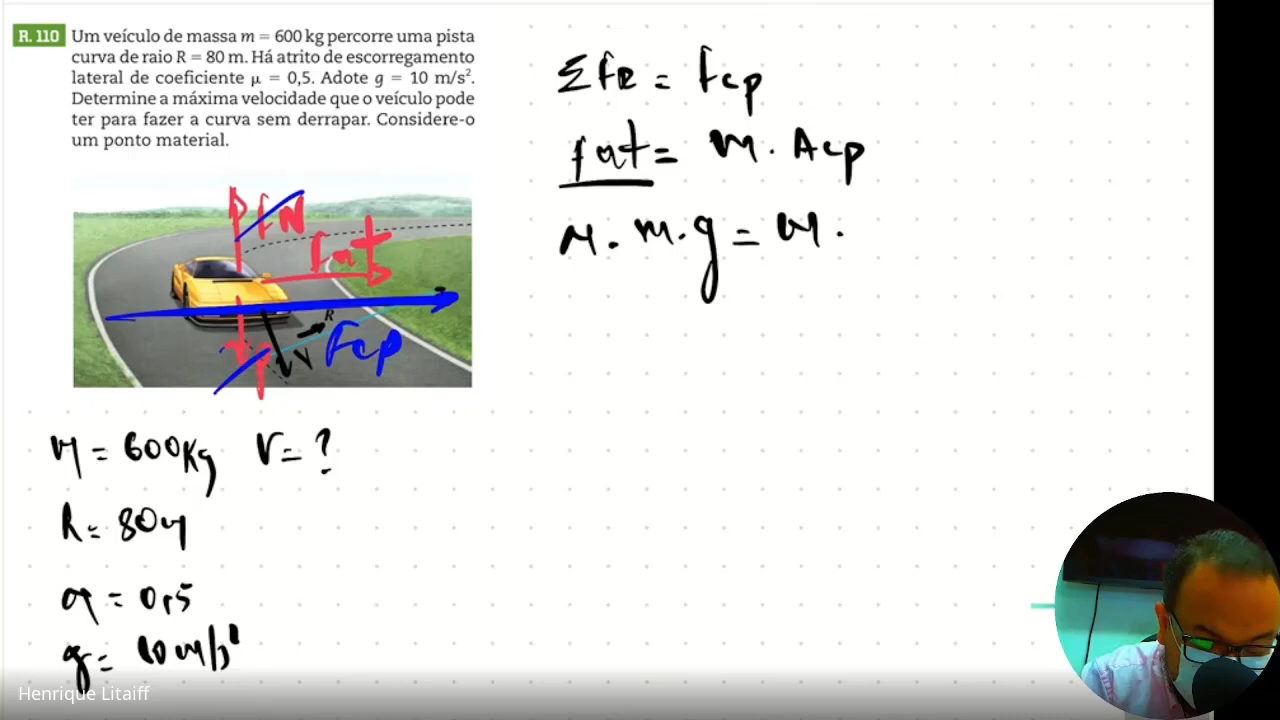 R. 110 Um veículo de massa m = 600 kg percorre uma pista
curva de raio R = 80 m. Há atrito de escorregamento
lateral de coeficiente μ = 0,5. Adote g = 10 m/s².
Determine a máxima velocidade que o veículo pode
ter para fazer a curva sem derrapar. Considere-o
um ponto material.
ΣFR = Fcp
Fat = m. Acp
μ. m.g = m.
FN
Fat
R
V
Fcp
P
M = 600Kg V= ?
R= 80m
μ = 0,5
g= 10 m/s²
Henrique Litaiff